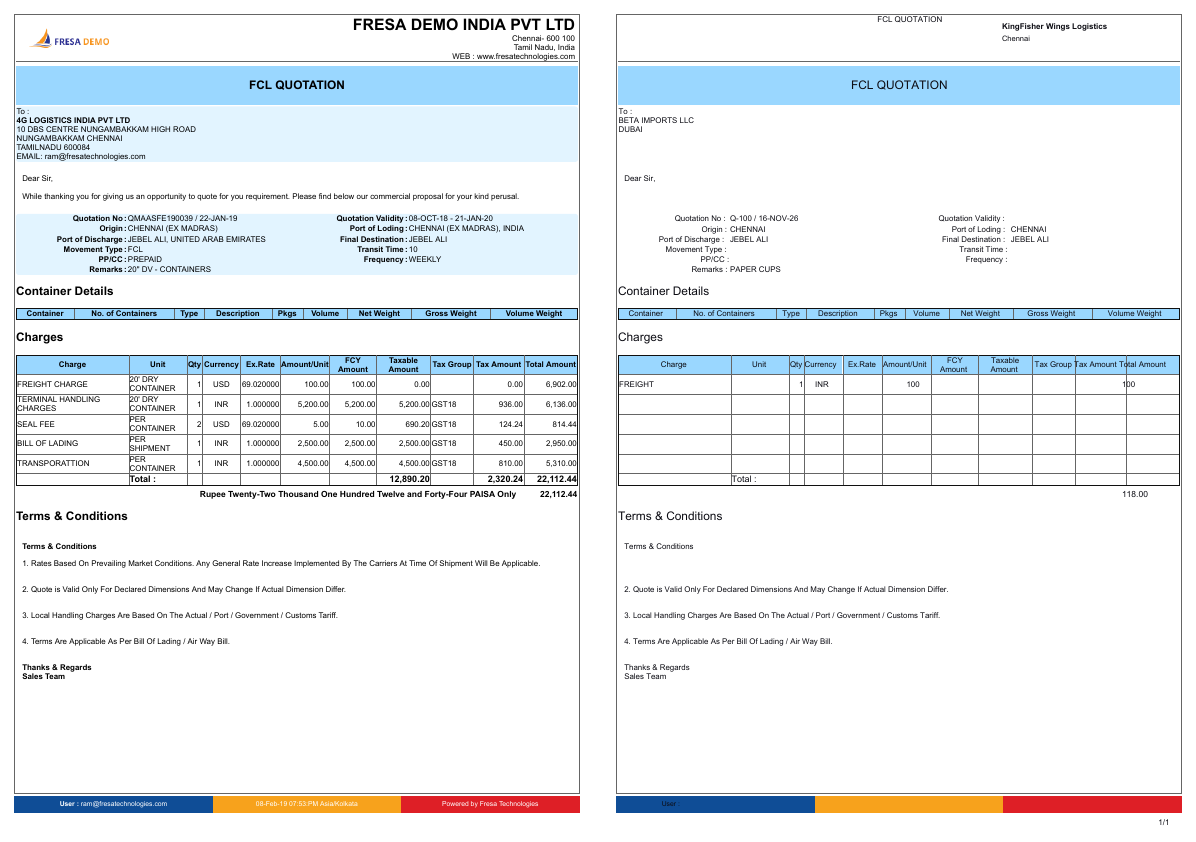 FRESA DEMO
FRESA DEMO INDIA PVT LTD
Chennai- 600 100
Tamil Nadu, India
WEB : www.fresatechnologies.com
FCL QUOTATION
To :
4G LOGISTICS INDIA PVT LTD
10 DBS CENTRE NUNGAMBAKKAM HIGH ROAD
NUNGAMBAKKAM CHENNAI
TAMILNADU 600084
EMAIL: ram@fresatechnologies.com
Dear Sir,
While thanking you for giving us an opportunity to quote for you requirement. Please find below our commercial proposal for your kind perusal.
Quotation No : QMAASFE190039 / 22-JAN-19 Quotation Validity : 08-OCT-18 - 21-JAN-20
Origin : CHENNAI (EX MADRAS) Port of Loding : CHENNAI (EX MADRAS), INDIA
Port of Discharge : JEBEL ALI, UNITED ARAB EMIRATES Final Destination : JEBEL ALI
Movement Type : FCL Transit Time : 10
PP/CC : PREPAID Frequency : WEEKLY
Remarks : 20" DV - CONTAINERS
Container Details
Container No. of Containers Type Description Pkgs Volume Net Weight Gross Weight Volume Weight
Charges
Charge Unit Qty Currency Ex.Rate Amount/Unit FCY Amount Taxable Amount Tax Group Tax Amount Total Amount
FREIGHT CHARGE 20' DRY CONTAINER 1 USD 69.020000 100.00 100.00 0.00 0.00 6,902.00
TERMINAL HANDLING CHARGES 20' DRY CONTAINER 1 INR 1.000000 5,200.00 5,200.00 5,200.00 GST18 936.00 6,136.00
SEAL FEE PER CONTAINER 2 USD 69.020000 5.00 10.00 690.20 GST18 124.24 814.44
BILL OF LADING PER SHIPMENT 1 INR 1.000000 2,500.00 2,500.00 2,500.00 GST18 450.00 2,950.00
TRANSPORATTION PER CONTAINER 1 INR 1.000000 4,500.00 4,500.00 4,500.00 GST18 810.00 5,310.00
Total : 12,890.20 2,320.24 22,112.44
Rupee Twenty-Two Thousand One Hundred Twelve and Forty-Four PAISA Only 22,112.44
Terms & Conditions
Terms & Conditions
1. Rates Based On Prevailing Market Conditions. Any General Rate Increase Implemented By The Carriers At Time Of Shipment Will Be Applicable.
2. Quote is Valid Only For Declared Dimensions And May Change If Actual Dimension Differ.
3. Local Handling Charges Are Based On The Actual / Port / Government / Customs Tariff.
4. Terms Are Applicable As Per Bill Of Lading / Air Way Bill.
Thanks & Regards
Sales Team
User : ram@fresatechnologies.com 08-Feb-19 07:53:PM Asia/Kolkata Powered by Fresa Technologies
FCL QUOTATION
KingFisher Wings Logistics
Chennai
FCL QUOTATION
To :
BETA IMPORTS LLC
DUBAI
Dear Sir,
Quotation No : Q-100 / 16-NOV-26 Quotation Validity :
Origin : CHENNAI Port of Loding : CHENNAI
Port of Discharge : JEBEL ALI Final Destination : JEBEL ALI
Movement Type : Transit Time :
PP/CC : Frequency :
Remarks : PAPER CUPS
Container Details
Container No. of Containers Type Description Pkgs Volume Net Weight Gross Weight Volume Weight
Charges
Charge Unit Qty Currency Ex.Rate Amount/Unit FCY Amount Taxable Amount Tax Group Tax Amount Total Amount
FREIGHT 1 INR 100 100
Total :
118.00
Terms & Conditions
Terms & Conditions
2. Quote is Valid Only For Declared Dimensions And May Change If Actual Dimension Differ.
3. Local Handling Charges Are Based On The Actual / Port / Government / Customs Tariff.
4. Terms Are Applicable As Per Bill Of Lading / Air Way Bill.
Thanks & Regards
Sales Team
User :
1/1